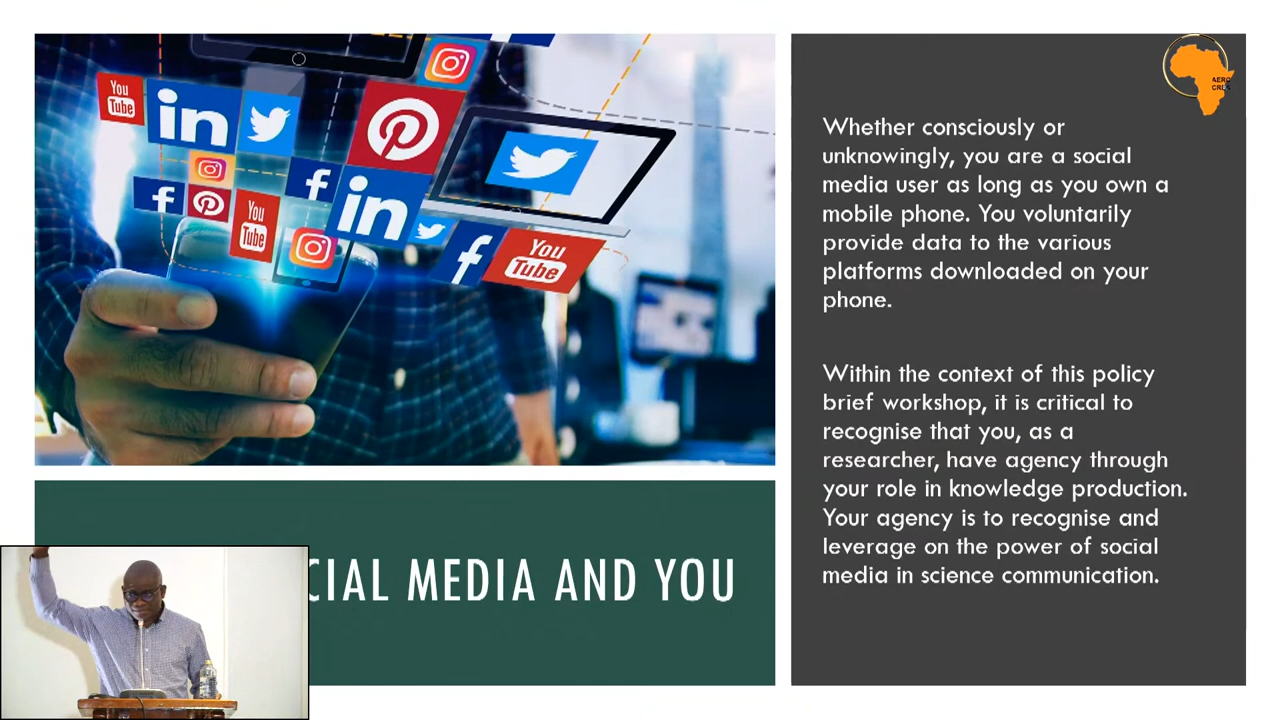 You
Tube
in
f
You
Tube
in
f
You
Tube
CIAL MEDIA AND YOU
AERO
Whether consciously or
unknowingly, you are a social
media user as long as you own a
mobile phone. You voluntarily
provide data to the various
platforms downloaded on your
phone.
Within the context of this policy
brief workshop, it is critical to
recognise that you, as a
researcher, have agency through
your role in knowledge production.
Your agency is to recognise and
leverage on the power of social
media in science communication.